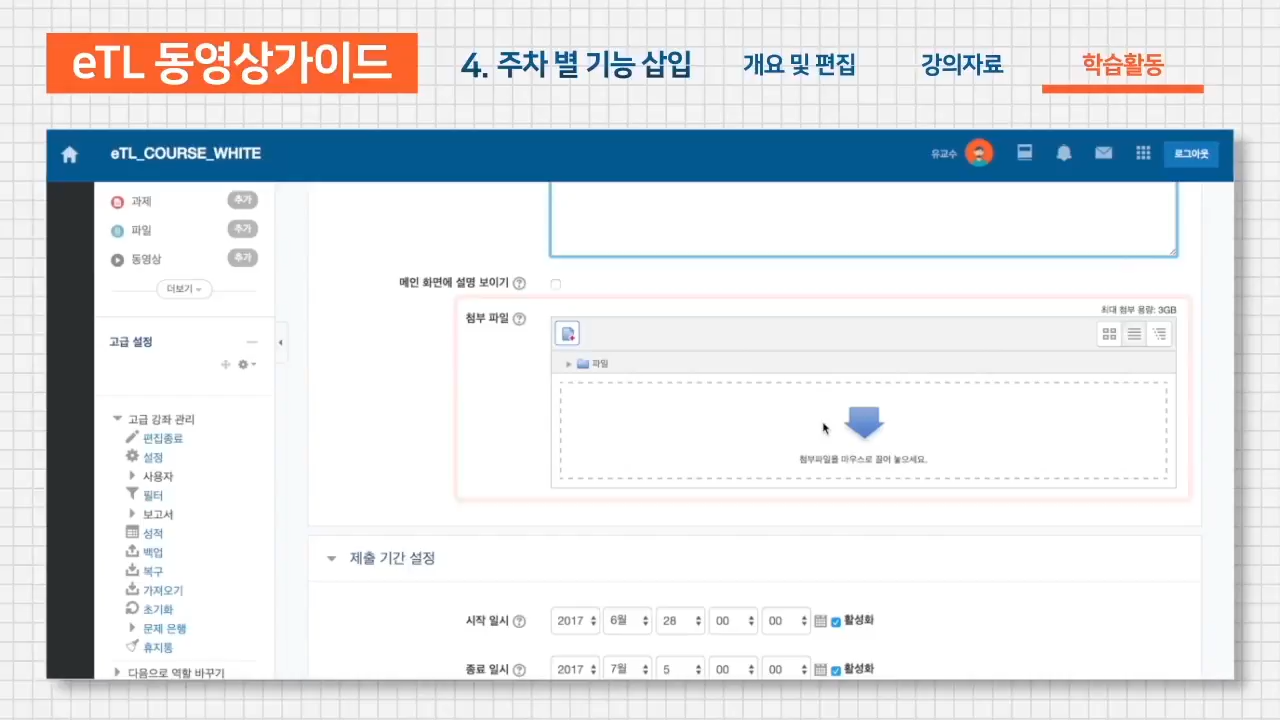 eTL 동영상가이드
4. 주차 별 기능 삽입
개요 및 편집
강의자료
학습활동
eTL_COURSE_WHITE
유교수
로그아웃
과제
추가
파일
추가
동영상
추가
더보기
고급 설정
고급 강좌 관리
편집종료
설정
사용자
필터
보고서
성적
백업
복구
가져오기
초기화
문제 은행
휴지통
다음으로 역할 바꾸기
메인 화면에 설명 보이기
첨부 파일
최대 첨부 용량: 3GB
파일
첨부파일을 마우스로 끌어 놓으세요.
제출 기간 설정
시작 일시 2017 6월 28 00 00 활성화
종료 일시 2017 7월 5 00 00 활성화